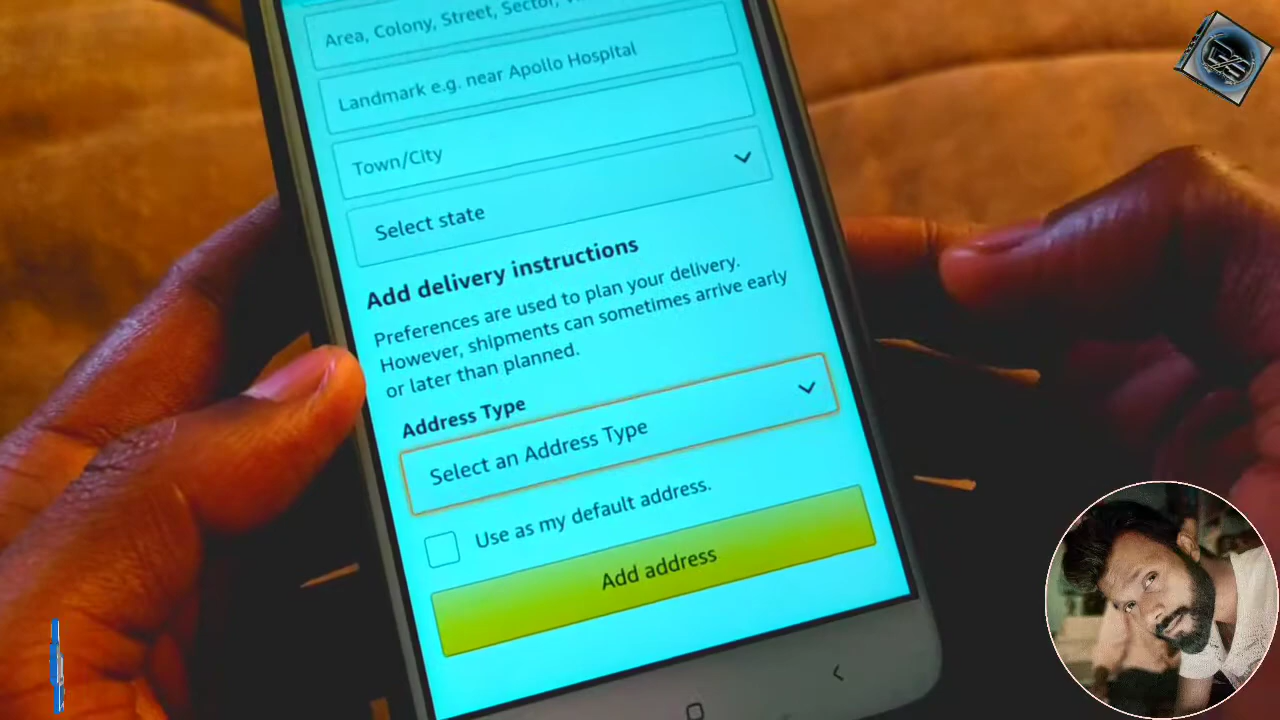 Area, Colony, Street, Sector,
Landmark e.g. near Apollo Hospital
Town/City
Select state
Add delivery instructions
Preferences are used to plan your delivery.
However, shipments can sometimes arrive early
or later than planned.
Address Type
Select an Address Type
Use as my default address.
Add address